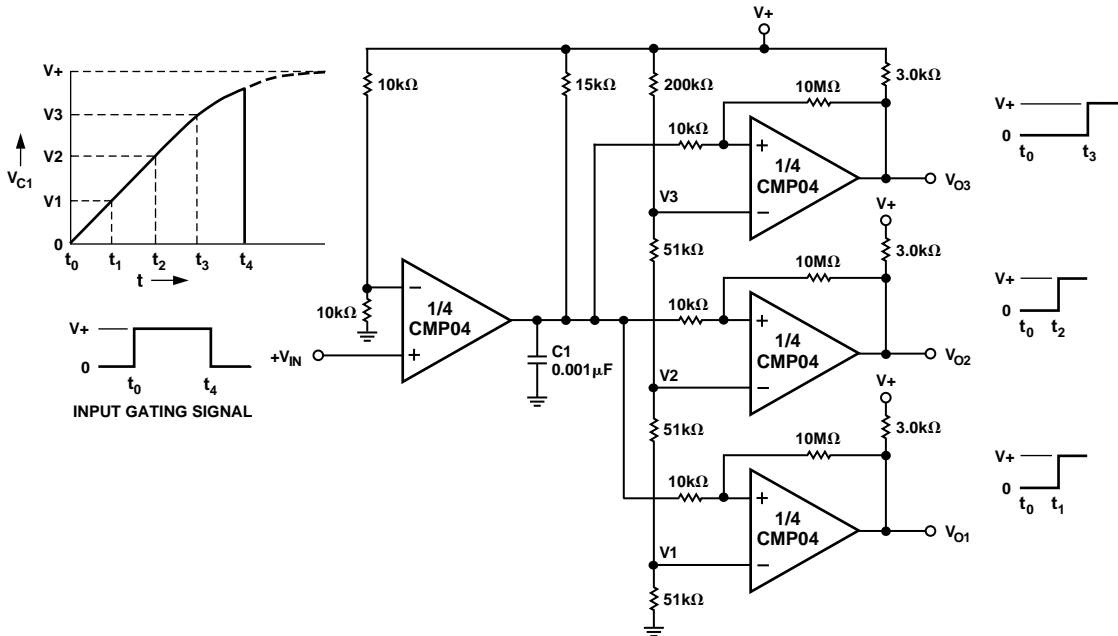 V+
V3
V2
V1
0
VC1
t0
t1
t2
t3
t4
t
V+
0
t0
t4
INPUT GATING SIGNAL
V+
10kΩ
15kΩ
200kΩ
10MΩ
3.0kΩ
10kΩ
+
1/4
CMP04
−
VO3
V3
V+
0
t0
t3
51kΩ
V+
3.0kΩ
10MΩ
10kΩ
−
1/4
CMP04
+
10kΩ
+VIN
C1
0.001μF
+
1/4
CMP04
−
VO2
V2
V+
0
t0
t2
51kΩ
V+
3.0kΩ
10MΩ
10kΩ
+
1/4
CMP04
−
VO1
V1
V+
0
t0
t1
51kΩ